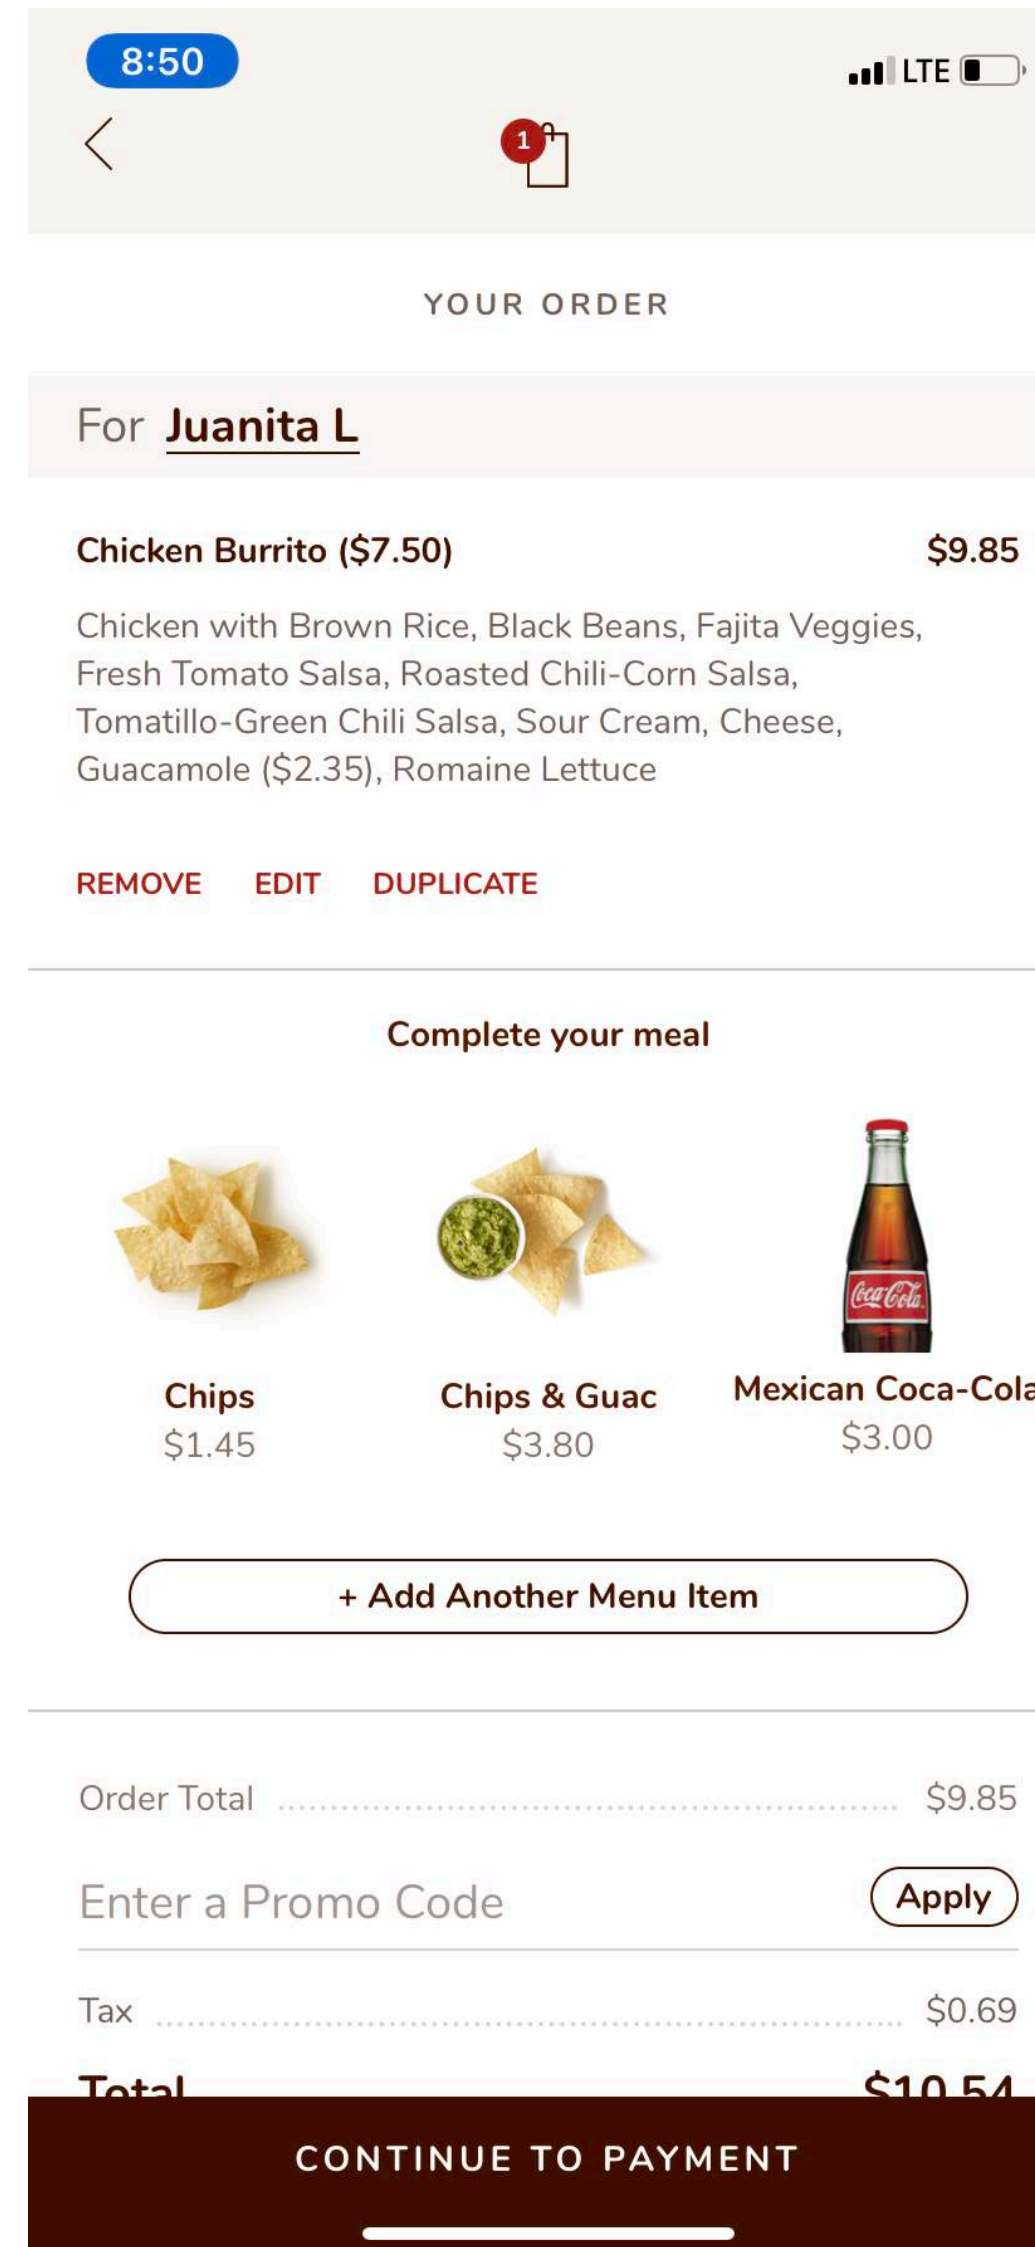 8:50
LTE
1
YOUR ORDER
For Juanita L
Chicken Burrito ($7.50) $9.85
Chicken with Brown Rice, Black Beans, Fajita Veggies,
Fresh Tomato Salsa, Roasted Chili-Corn Salsa,
Tomatillo-Green Chili Salsa, Sour Cream, Cheese,
Guacamole ($2.35), Romaine Lettuce
REMOVE EDIT DUPLICATE
Complete your meal
Coca-Cola
Chips Chips & Guac Mexican Coca-Cola
$1.45 $3.80 $3.00
+ Add Another Menu Item
Order Total $9.85
Enter a Promo Code Apply
Tax $0.69
Total $10.54
CONTINUE TO PAYMENT